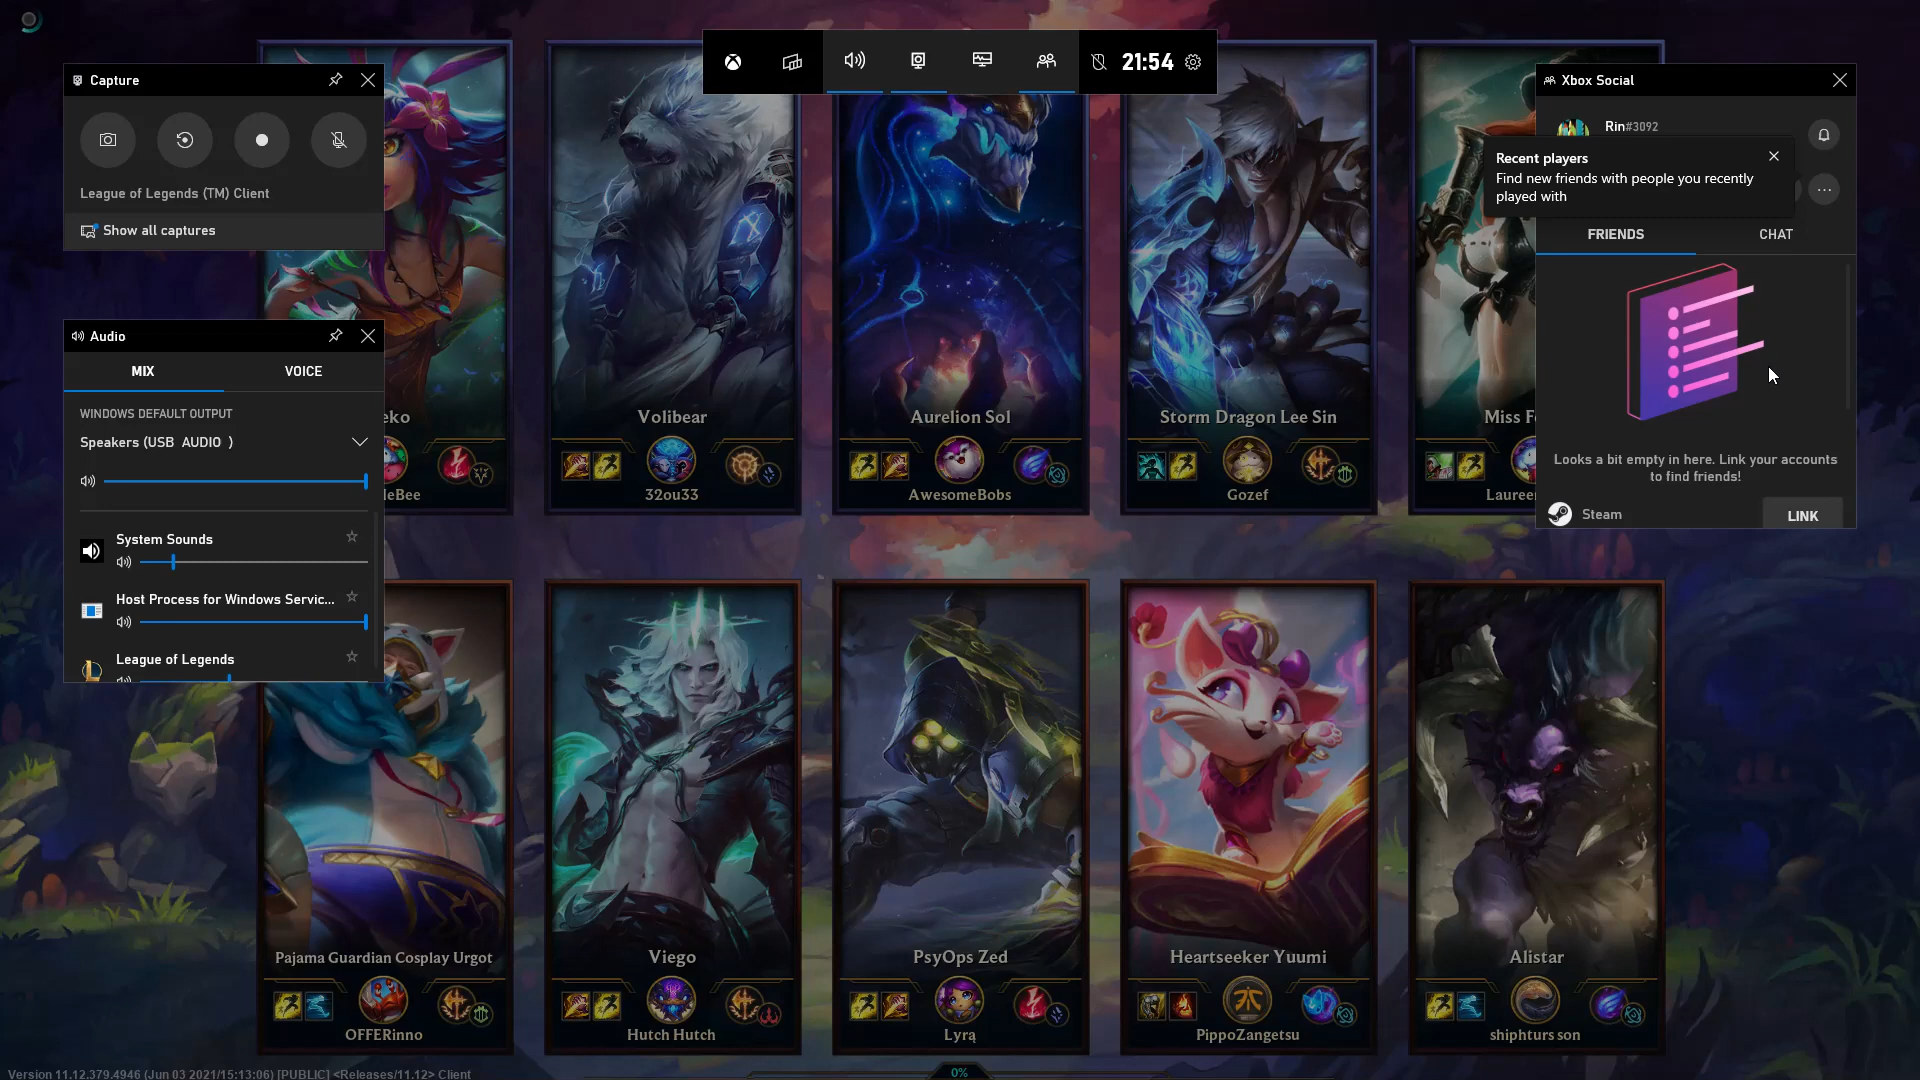 21:54
Capture
League of Legends (TM) Client
Show all captures
Audio
MIX VOICE
WINDOWS DEFAULT OUTPUT
Speakers (USB AUDIO )
System Sounds
Host Process for Windows Servic...
League of Legends
Xbox Social
Rin#3092
Recent players
Find new friends with people you recently
played with
FRIENDS CHAT
Looks a bit empty in here. Link your accounts
to find friends!
Steam LINK
eko
leBee
Volibear
32ou33
Aurelion Sol
AwesomeBobs
Storm Dragon Lee Sin
Gozef
Miss F
Lauree
Pajama Guardian Cosplay Urgot
OFFERinno
Viego
Hutch Hutch
PsyOps Zed
Lyrą
Heartseeker Yuumi
PippoZangetsu
Alistar
shiphturs son
Version 11.12.379.4946 (Jun 03 2021/15:13:06) [PUBLIC] <Releases/11.12> Client
0%